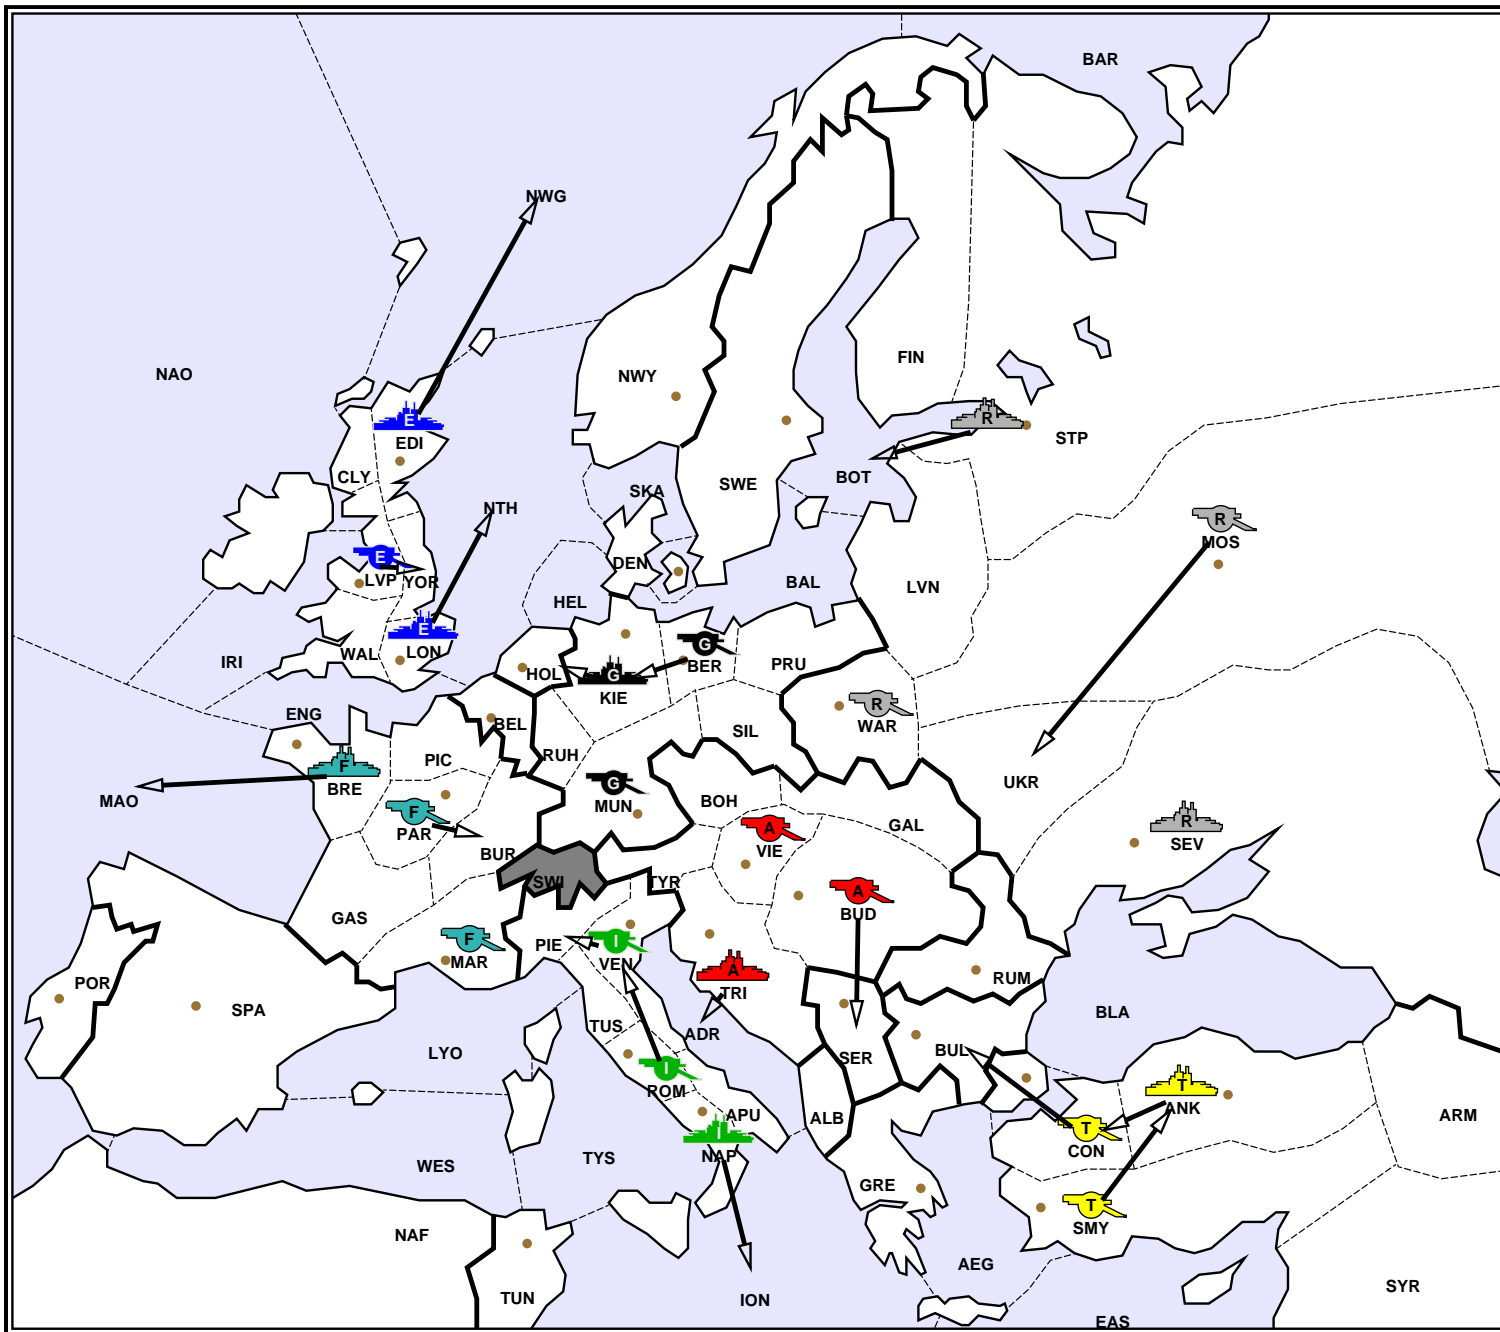 BAR
NWG
NAO
NWY
FIN
E
EDI
R
STP
CLY
SKA
SWE
BOT
NTH
R
MOS
E
LVP
YOR
DEN
BAL
LVN
HEL
E
LON
WAL
IRI
G
BER
PRU
HOL
G
KIE
R
WAR
ENG
BEL
SIL
PIC
RUH
F
BRE
MAO
UKR
G
MUN
BOH
F
PAR
A
VIE
GAL
R
SEV
BUR
SWI
TYR
A
BUD
GAS
F
MAR
PIE
I
VEN
A
TRI
RUM
POR
SPA
TUS
ADR
BLA
LYO
BUL
SER
I
ROM
T
ANK
APU
ALB
ARM
I
NAP
T
CON
WES
TYS
GRE
T
SMY
NAF
AEG
TUN
ION
SYR
EAS